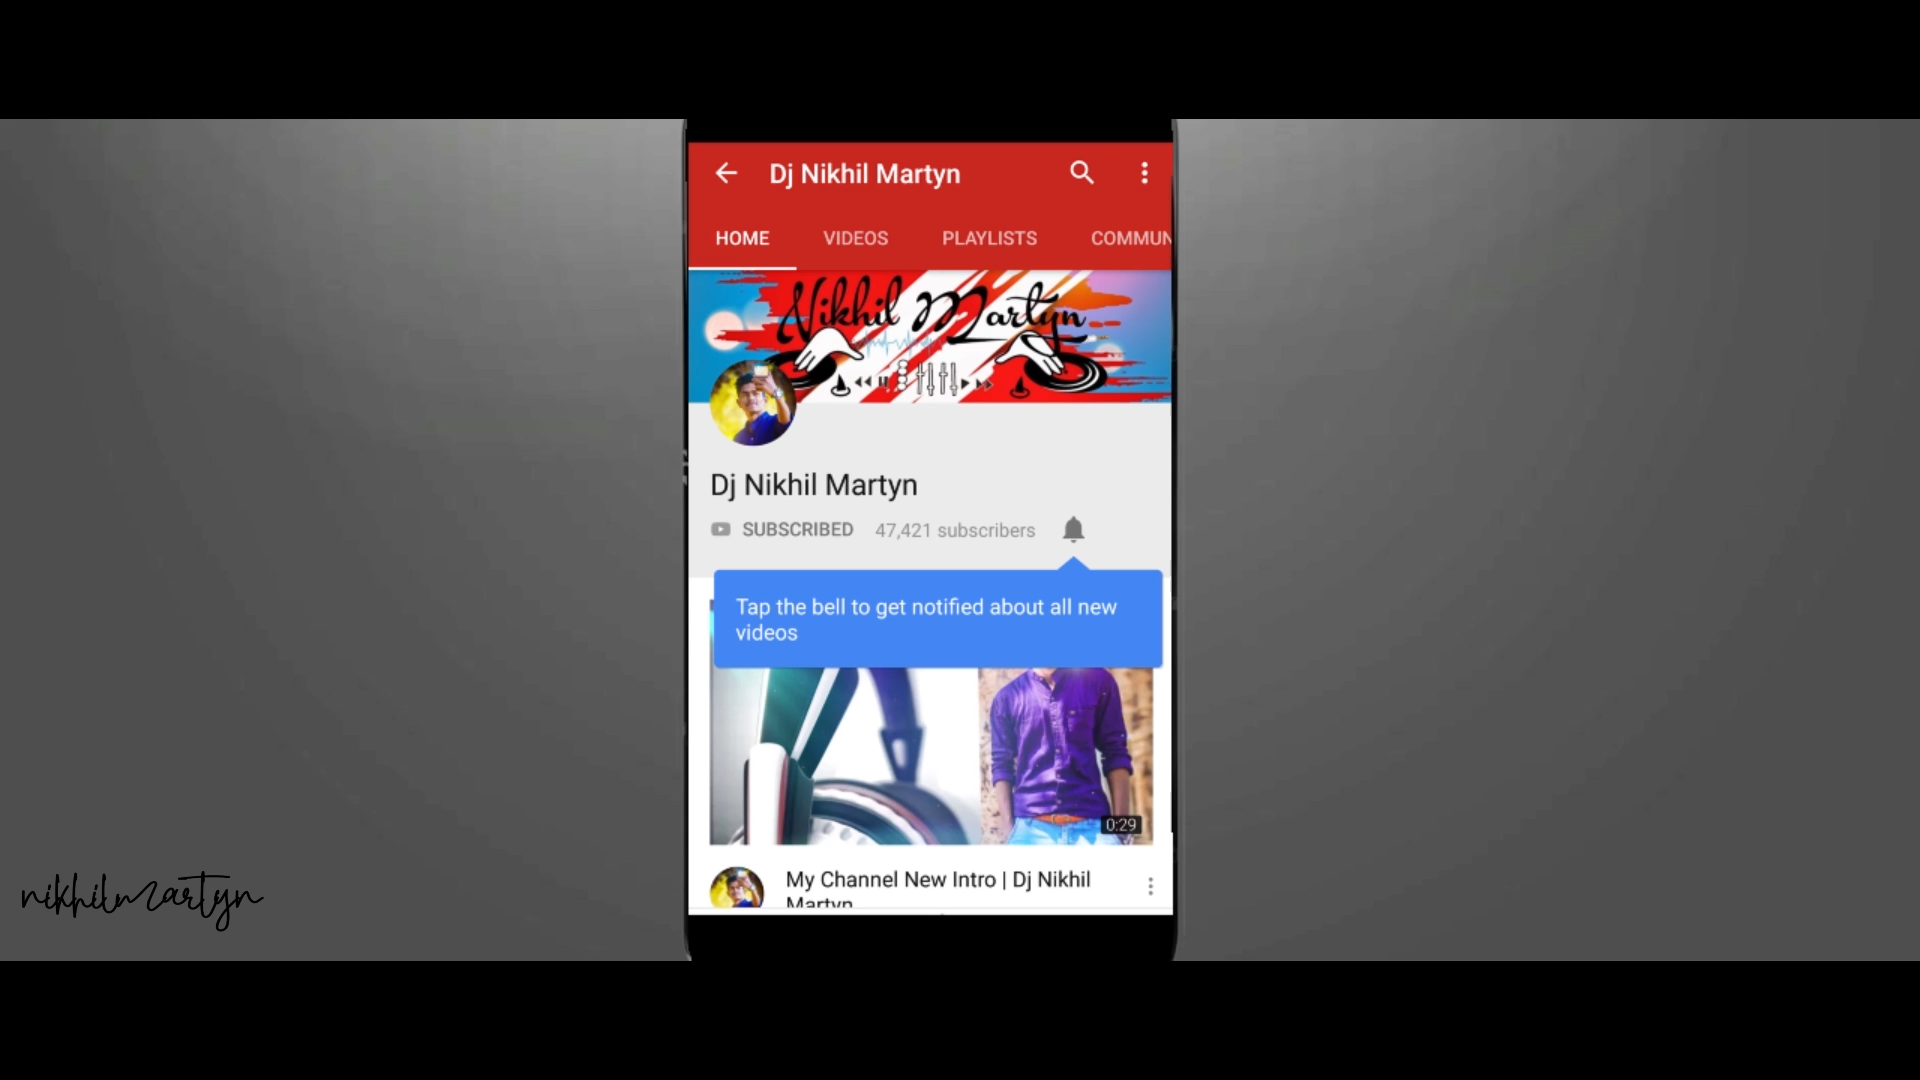 Dj Nikhil Martyn
HOME VIDEOS PLAYLISTS COMMUN
Nikhil Martyn
Dj Nikhil Martyn
SUBSCRIBED 47,421 subscribers
Tap the bell to get notified about all new
videos
0:29
My Channel New Intro | Dj Nikhil
Martyn
nikhilmartyn